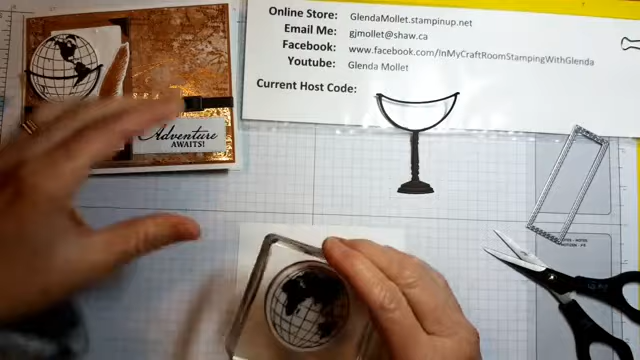 Online Store: GlendaMollet.stampinup.net
Email Me: gjmollet@shaw.ca
Facebook: www.facebook.com/InMyCraftRoomStampingWithGlenda
Youtube: Glenda Mollet
Current Host Code:
Adventure
AWAITS!